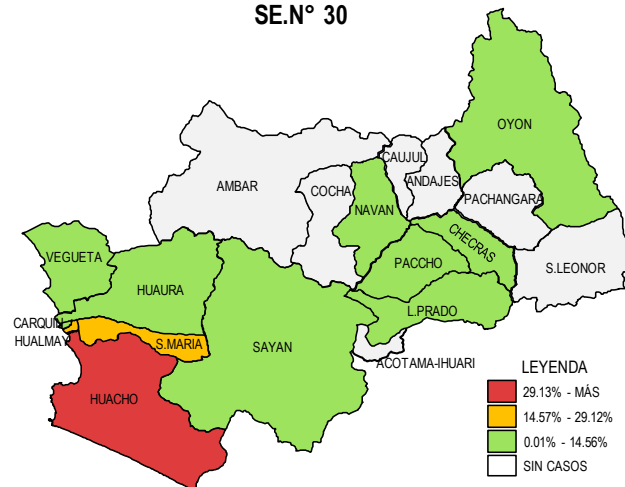 SE.N° 30
OYON
CAUJUL
ANDAJES
AMBAR
COCHA
PACHANGARA
NAVAN
CHECRAS
VEGUETA
PACCHO
S.LEONOR
HUAURA
L.PRADO
CARQUIN
HUALMAY
S.MARIA
SAYAN
ACOTAMA-IHUARI
HUACHO
LEYENDA
29.13% - MÁS
14.57% - 29.12%
0.01% - 14.56%
SIN CASOS